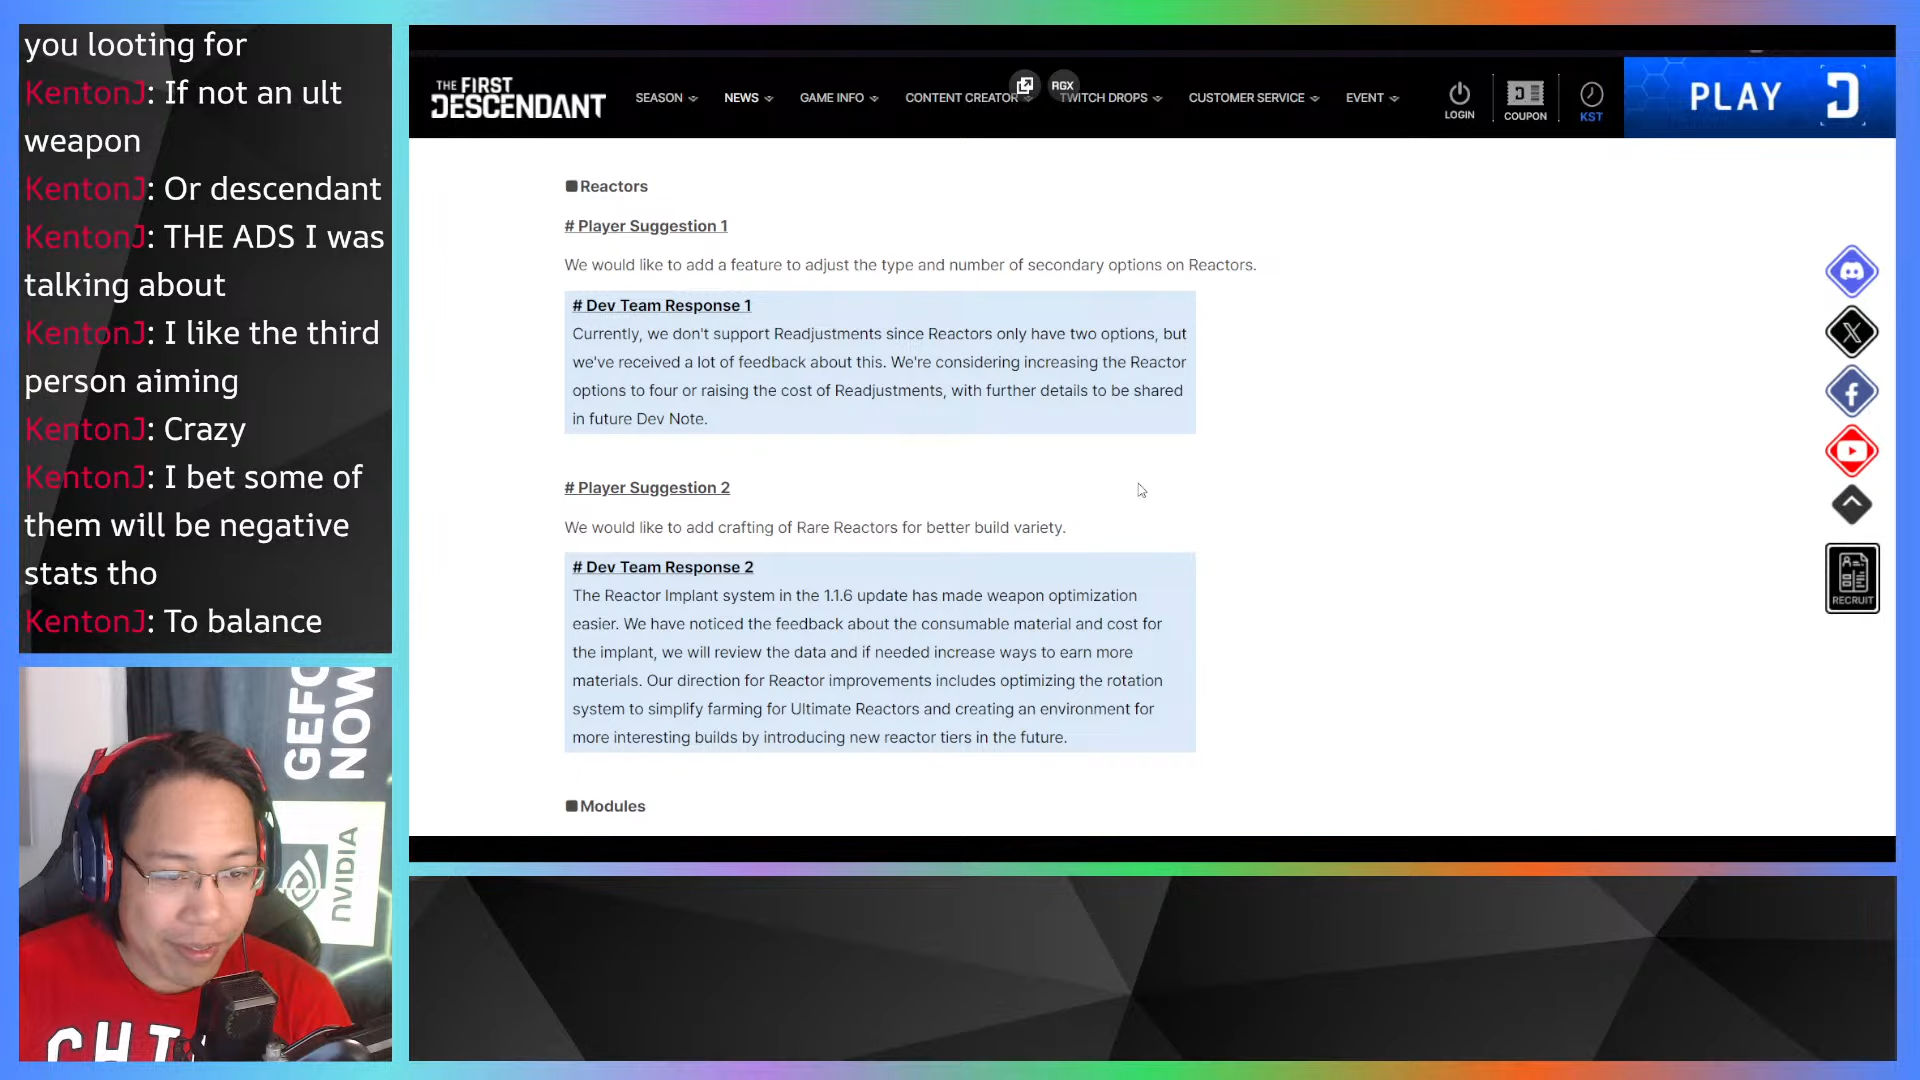 you looting for
KentonJ: If not an ult
weapon
KentonJ: Or descendant
KentonJ: THE ADS I was
talking about
KentonJ: I like the third
person aiming
KentonJ: Crazy
KentonJ: I bet some of
them will be negative
stats tho
KentonJ: To balance
THE FIRST
DESCENDANT
SEASON
NEWS
GAME INFO
CONTENT CREATOR
RGX
TWITCH DROPS
CUSTOMER SERVICE
EVENT
LOGIN
COUPON
KST
PLAY
■Reactors
# Player Suggestion 1
We would like to add a feature to adjust the type and number of secondary options on Reactors.
# Dev Team Response 1
Currently, we don't support Readjustments since Reactors only have two options, but
we've received a lot of feedback about this. We're considering increasing the Reactor
options to four or raising the cost of Readjustments, with further details to be shared
in future Dev Note.
# Player Suggestion 2
We would like to add crafting of Rare Reactors for better build variety.
# Dev Team Response 2
The Reactor Implant system in the 1.1.6 update has made weapon optimization
easier. We have noticed the feedback about the consumable material and cost for
the implant, we will review the data and if needed increase ways to earn more
materials. Our direction for Reactor improvements includes optimizing the rotation
system to simplify farming for Ultimate Reactors and creating an environment for
more interesting builds by introducing new reactor tiers in the future.
■Modules
RECRUIT
GEFO
NOW
NVIDIA